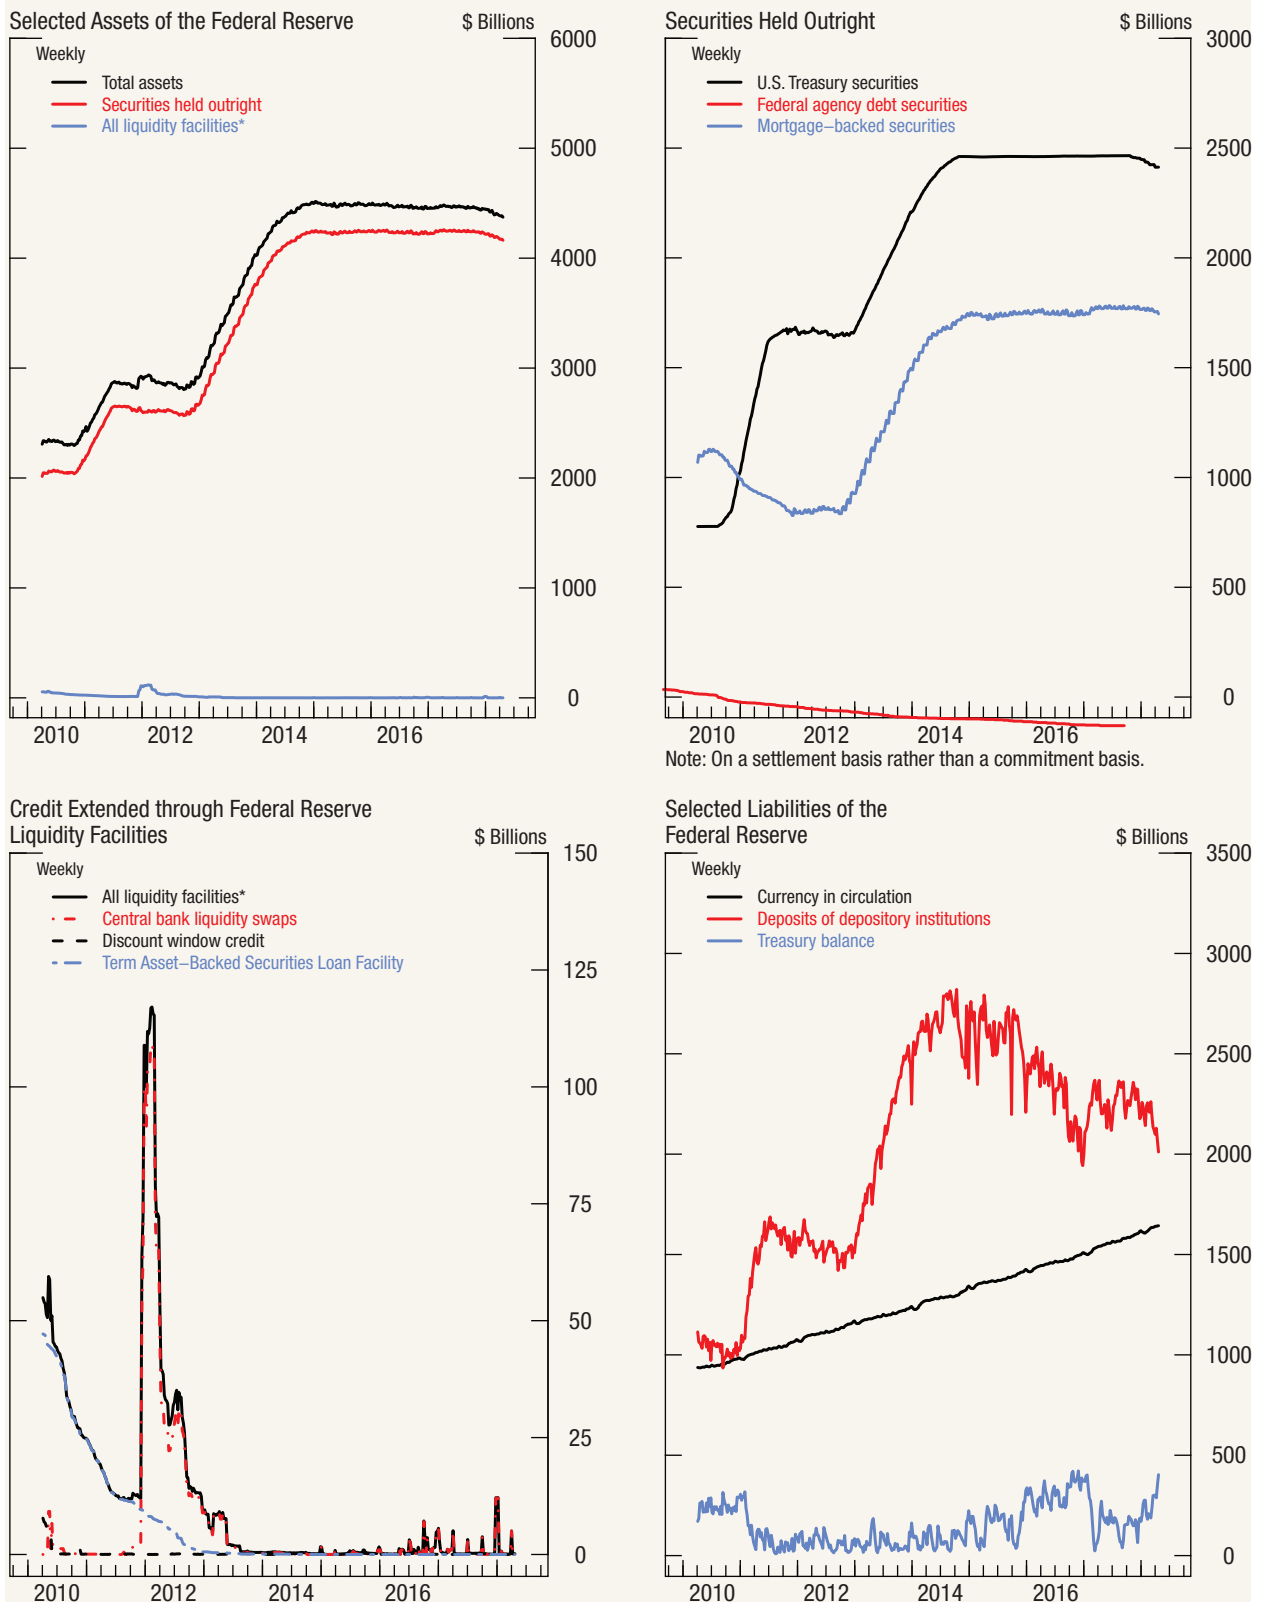 Selected Assets of the Federal Reserve
$ Billions
Weekly
Total assets
Securities held outright
All liquidity facilities*
6000
5000
4000
3000
2000
1000
0
2010 2012 2014 2016
Securities Held Outright
$ Billions
Weekly
U.S. Treasury securities
Federal agency debt securities
Mortgage−backed securities
3000
2500
2000
1500
1000
500
0
2010 2012 2014 2016
Note: On a settlement basis rather than a commitment basis.
Credit Extended through Federal Reserve
Liquidity Facilities
$ Billions
Weekly
All liquidity facilities*
Central bank liquidity swaps
Discount window credit
Term Asset−Backed Securities Loan Facility
150
125
100
75
50
25
0
2010 2012 2014 2016
Selected Liabilities of the
Federal Reserve
$ Billions
Weekly
Currency in circulation
Deposits of depository institutions
Treasury balance
3500
3000
2500
2000
1500
1000
500
0
2010 2012 2014 2016